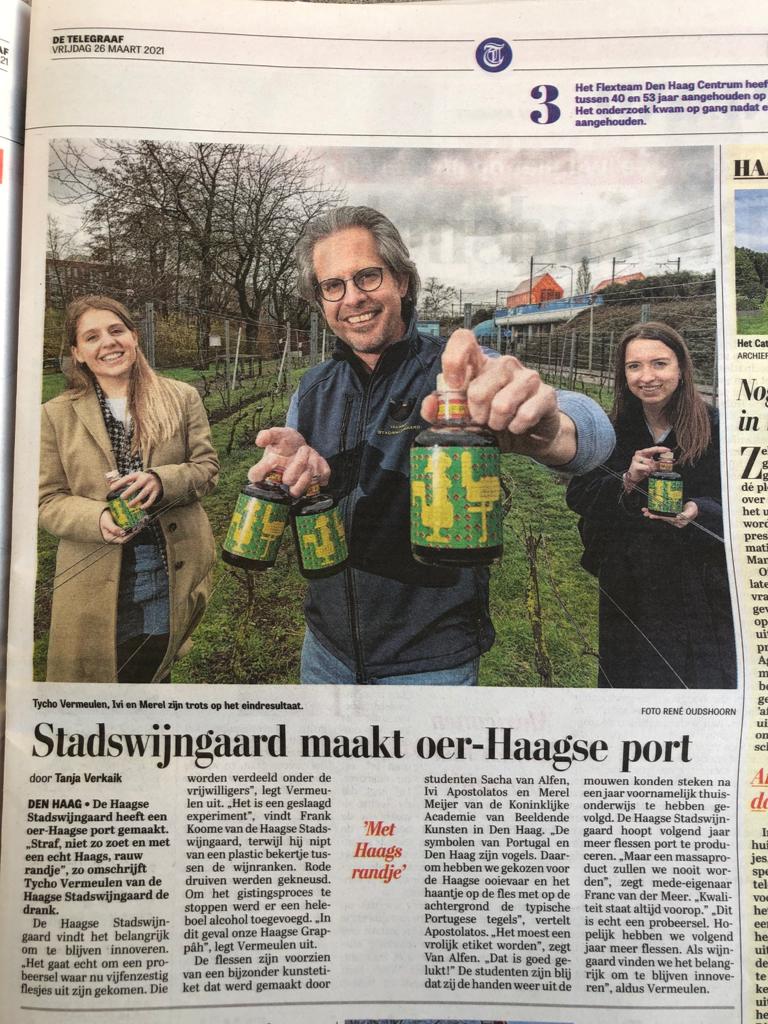 DE TELEGRAAF
VRIJDAG 26 MAART 2021
T
3
Het Flexteam Den Haag Centrum heef
tussen 40 en 53 jaar aangehouden op
Het onderzoek kwam op gang nadat e
aangehouden.
STADSWIJNGAARD
Tycho Vermeulen, Ivi en Merel zijn trots op het eindresultaat.
FOTO RENÉ OUDSHOORN
Stadswijngaard maakt oer-Haagse port
door Tanja Verkaik
DEN HAAG • De Haagse
Stadswijngaard heeft een
oer-Haagse port gemaakt.
„Straf, niet zo zoet en met
een echt Haags, rauw
randje”, zo omschrijft
Tycho Vermeulen van de
Haagse Stadswijngaard de
drank.
De Haagse Stadswijn-
gaard vindt het belangrijk
om te blijven innoveren.
„Het gaat echt om een pro-
beersel waar nu vijfenzestig
flesjes uit zijn gekomen. Die
worden verdeeld onder de
vrijwilligers”, legt Vermeu-
len uit. „Het is een geslaagd
experiment”, vindt Frank
Koome van de Haagse Stads-
wijngaard, terwijl hij nipt
van een plastic bekertje tus-
sen de wijnranken. Rode
druiven werden gekneusd.
Om het gistingsproces te
stoppen werd er een hele-
boel alcohol toegevoegd. „In
dit geval onze Haagse Grap-
pâh”, legt Vermeulen uit.
De flessen zijn voorzien
van een bijzonder kunsteti-
ket dat werd gemaakt door
’Met
Haags
randje’
studenten Sacha van Alfen,
Ivi Apostolatos en Merel
Meijer van de Koninklijke
Academie van Beeldende
Kunsten in Den Haag. „De
symbolen van Portugal en
Den Haag zijn vogels. Daar-
om hebben we gekozen voor
de Haagse ooievaar en het
haantje op de fles met op de
achtergrond de typische
Portugese tegels”, vertelt
Apostolatos. „Het moest een
vrolijk etiket worden”, zegt
Van Alfen. „Dat is goed ge-
lukt!” De studenten zijn blij
dat zij de handen weer uit de
mouwen konden steken na
een jaar voornamelijk thuis-
onderwijs te hebben ge-
volgd. De Haagse Stadswijn-
gaard hoopt volgend jaar
meer flessen port te produ-
ceren. „Maar een massaproduct
zullen we nooit wor-
den”, zegt mede-eigenaar
Franc van der Meer. „Kwali-
teit staat altijd voorop.” „Dit
is echt een probeersel. Ho-
pelijk hebben we volgend
jaar meer flessen. Als wijn-
gaard vinden we het belang-
rijk om te blijven innove-
ren”, aldus Vermeulen.
HA
Het Cat
ARCHIEF
Nog
in